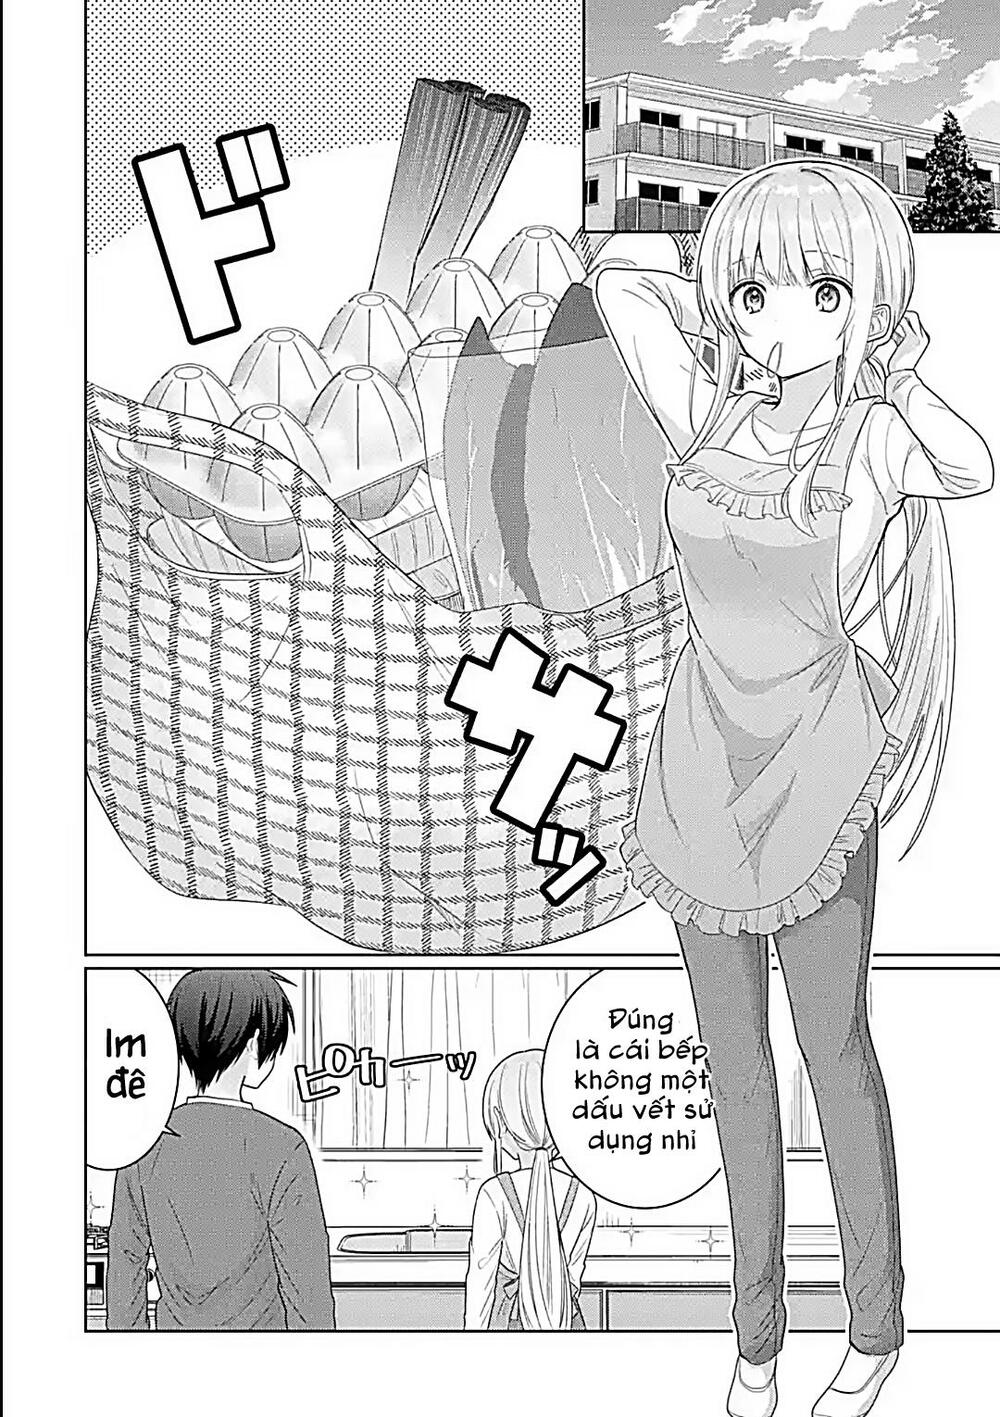 ドサッ
Đúng
là cái bếp
không một
dấu vết sử
dụng nhỉ
ピカーッ
Im
đê